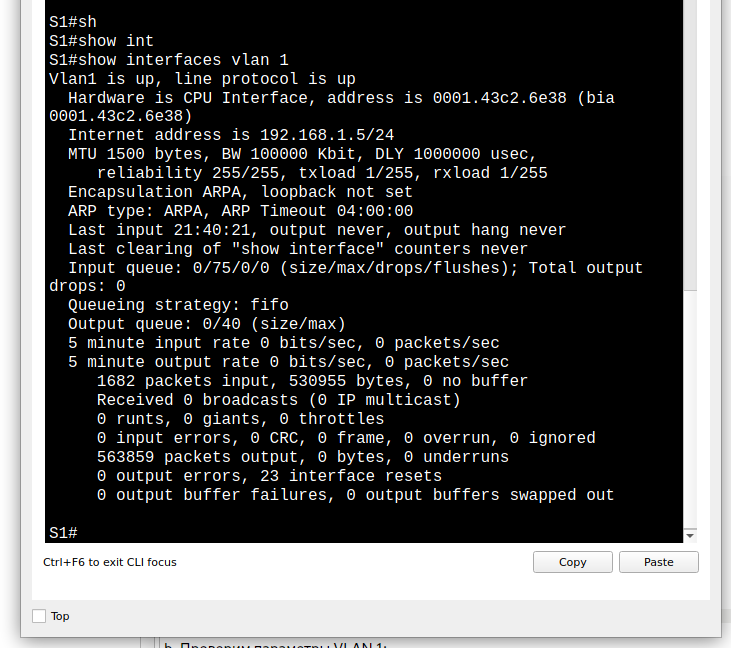 S1#sh
S1#show int
S1#show interfaces vlan 1
Vlan1 is up, line protocol is up
  Hardware is CPU Interface, address is 0001.43c2.6e38 (bia
0001.43c2.6e38)
  Internet address is 192.168.1.5/24
  MTU 1500 bytes, BW 100000 Kbit, DLY 1000000 usec,
     reliability 255/255, txload 1/255, rxload 1/255
  Encapsulation ARPA, loopback not set
  ARP type: ARPA, ARP Timeout 04:00:00
  Last input 21:40:21, output never, output hang never
  Last clearing of "show interface" counters never
  Input queue: 0/75/0/0 (size/max/drops/flushes); Total output
drops: 0
  Queueing strategy: fifo
  Output queue: 0/40 (size/max)
  5 minute input rate 0 bits/sec, 0 packets/sec
  5 minute output rate 0 bits/sec, 0 packets/sec
     1682 packets input, 530955 bytes, 0 no buffer
     Received 0 broadcasts (0 IP multicast)
     0 runts, 0 giants, 0 throttles
     0 input errors, 0 CRC, 0 frame, 0 overrun, 0 ignored
     563859 packets output, 0 bytes, 0 underruns
     0 output errors, 23 interface resets
     0 output buffer failures, 0 output buffers swapped out
S1#
Ctrl+F6 to exit CLI focus
Copy
Paste
Top
b. Проверим параметры VLAN 1: